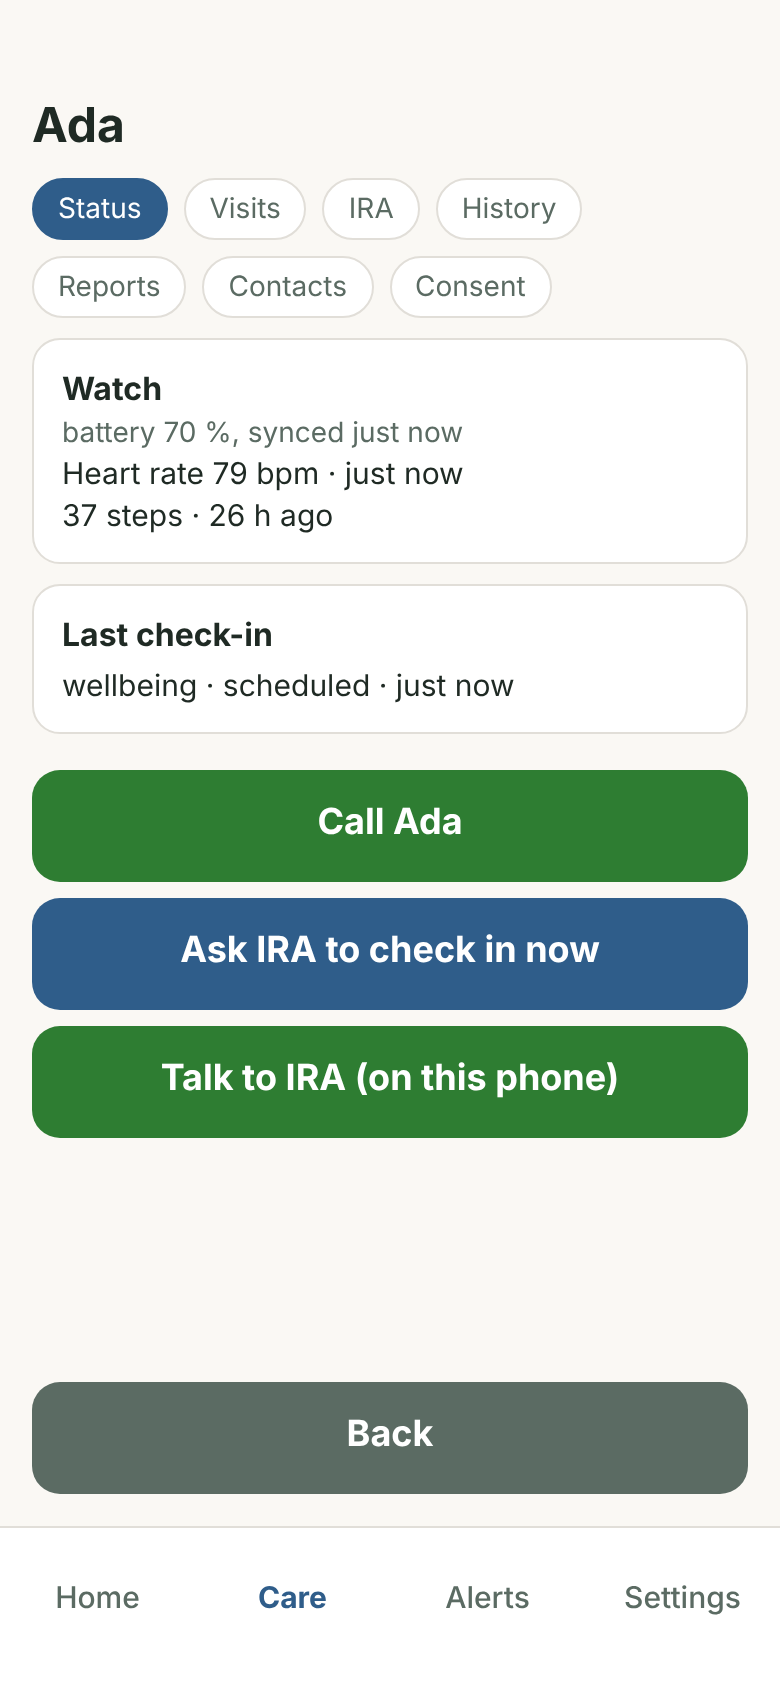 Ada
Status Visits IRA History
Reports Contacts Consent
Watch
battery 70 %, synced just now
Heart rate 79 bpm · just now
37 steps · 26 h ago
Last check-in
wellbeing · scheduled · just now
Call Ada
Ask IRA to check in now
Talk to IRA (on this phone)
Back
Home Care Alerts Settings